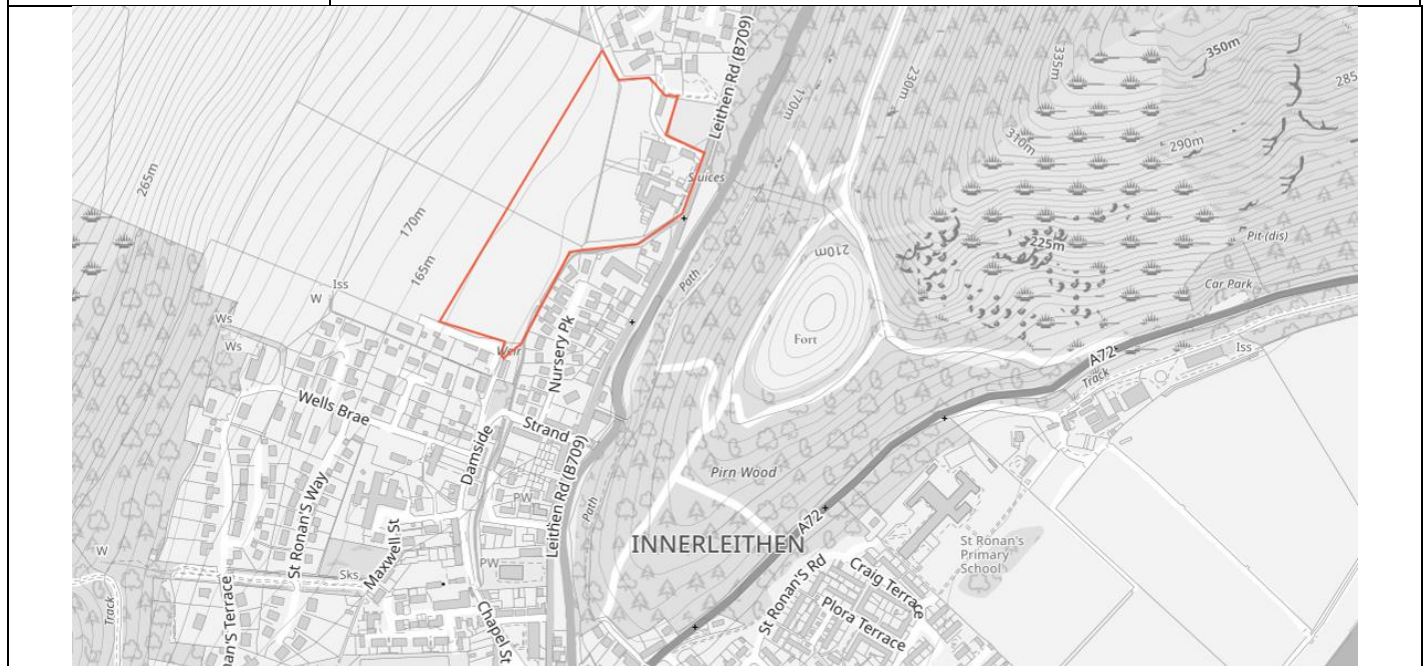 Leithen Rd (B709)
350m
335m
285
230m
170m
310m
290m
265m
Sluices
170m
210m
225m
Pit (dis)
165m
Path
Car Park
Iss
W
Ws
Weir
Fort
Ws
Nursery Pk
A72
Iss
Track
Wells Brae
Strand
Damside
Leithen Rd (B709)
Pirn Wood
St Ronan's Way
PW
Path
A72
INNERLEITHEN
St Ronan's
Primary
School
W
Maxwell St
Sks
PW
St Ronan'S Rd
Craig Terrace
Plora Terrace
Track
nan'S Terrace
Chapel St